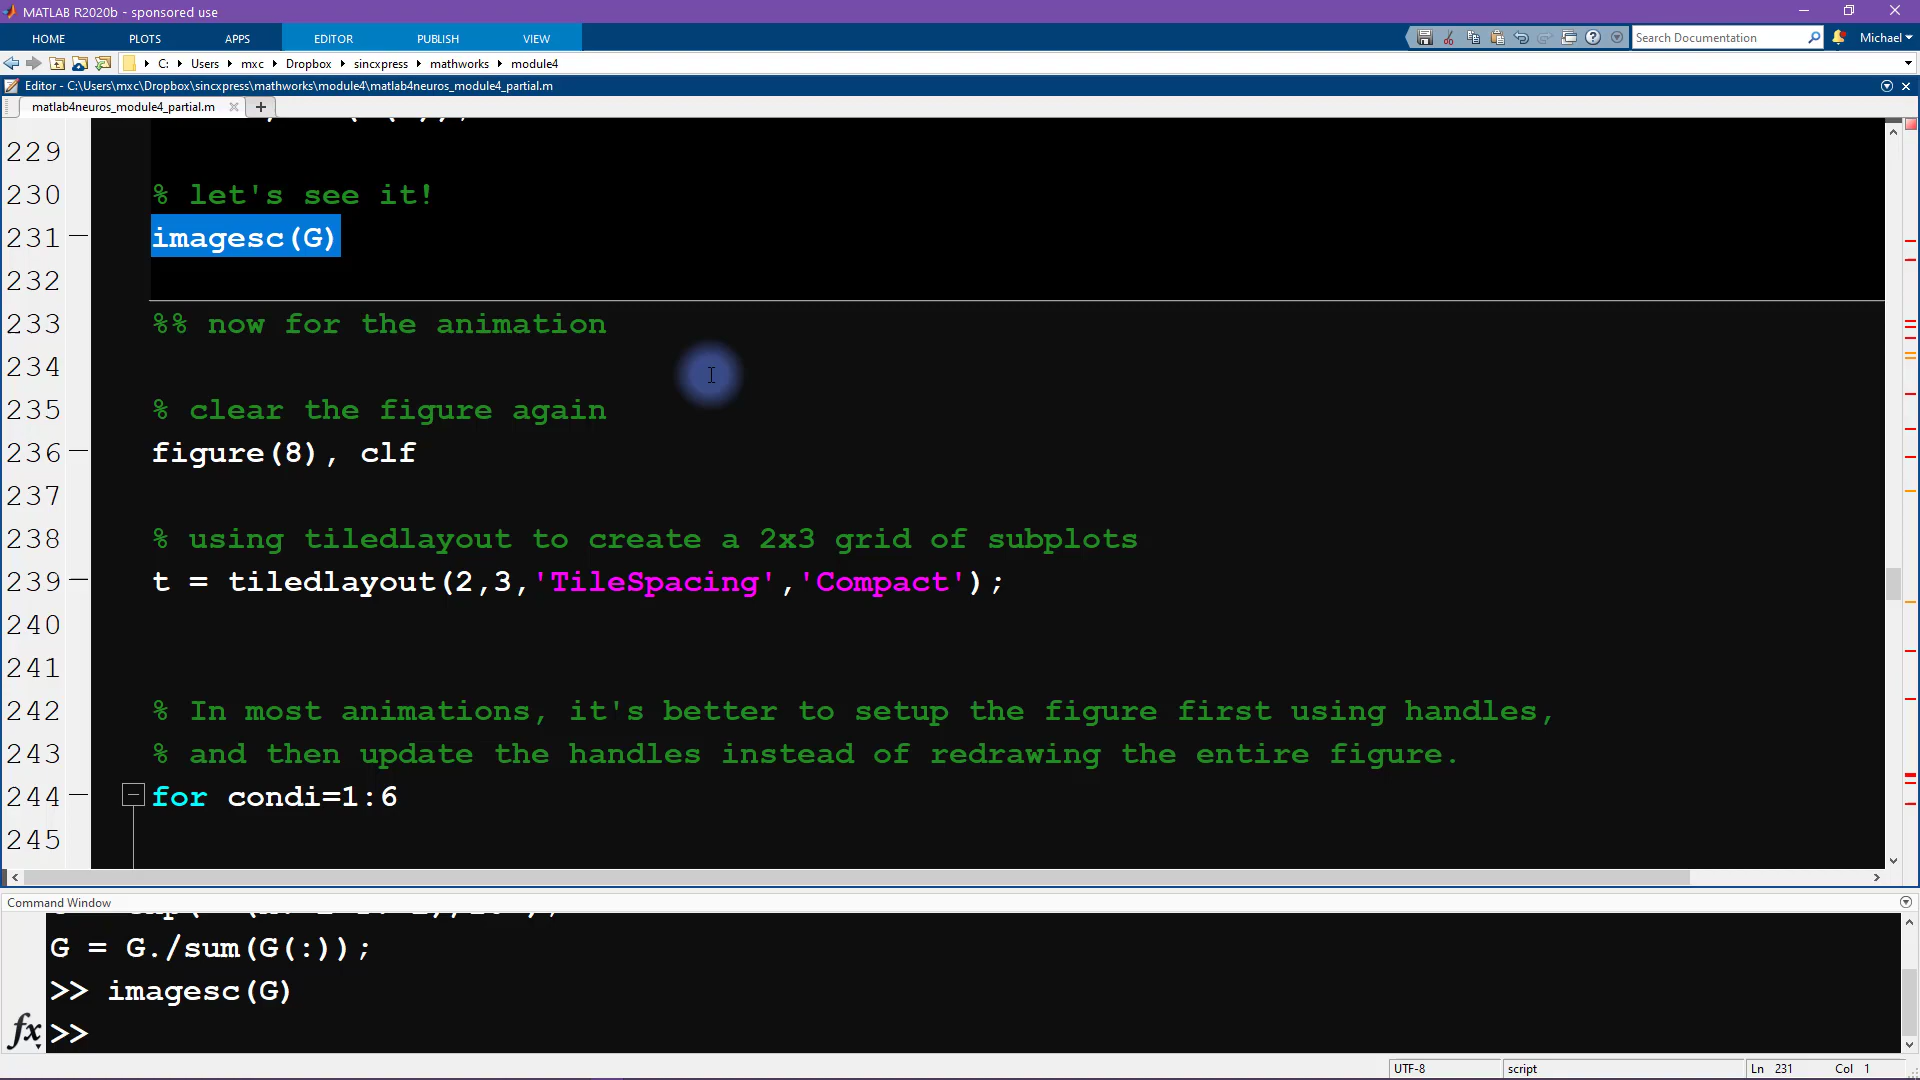 MATLAB R2020b - sponsored use
HOME PLOTS APPS EDITOR PUBLISH VIEW Search Documentation Michael
C: Users mxc Dropbox sincxpress mathworks module4
Editor - C:\Users\mxc\Dropbox\sincxpress\mathworks\module4\matlab4neuros_module4_partial.m
matlab4neuros_module4_partial.m
229
230 % let's see it!
231 imagesc(G)
232
233 %% now for the animation
234
235 % clear the figure again
236 figure(8), clf
237
238 % using tiledlayout to create a 2x3 grid of subplots
239 t = tiledlayout(2,3,'TileSpacing','Compact');
240
241
242 % In most animations, it's better to setup the figure first using handles,
243 % and then update the handles instead of redrawing the entire figure.
244 for condi=1:6
245
Command Window
G = G./sum(G(:));
>> imagesc(G)
fx >>
UTF-8 script Ln 231 Col 1